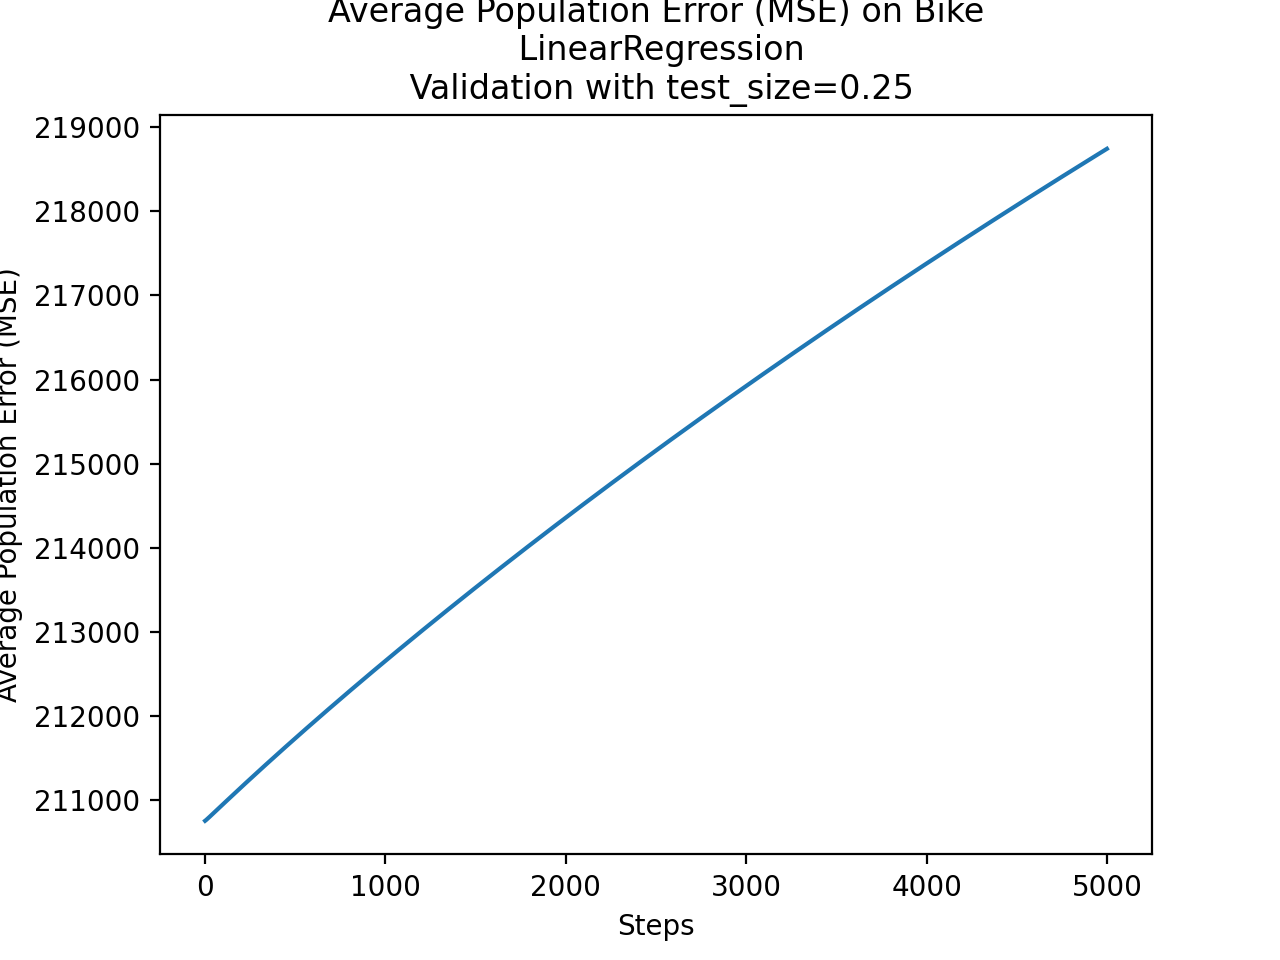 Average Population Error (MSE) on Bike
LinearRegression
Validation with test_size=0.25
219000
218000
217000
216000
215000
214000
213000
212000
211000
Average Population Error (MSE)
0 1000 2000 3000 4000 5000
Steps